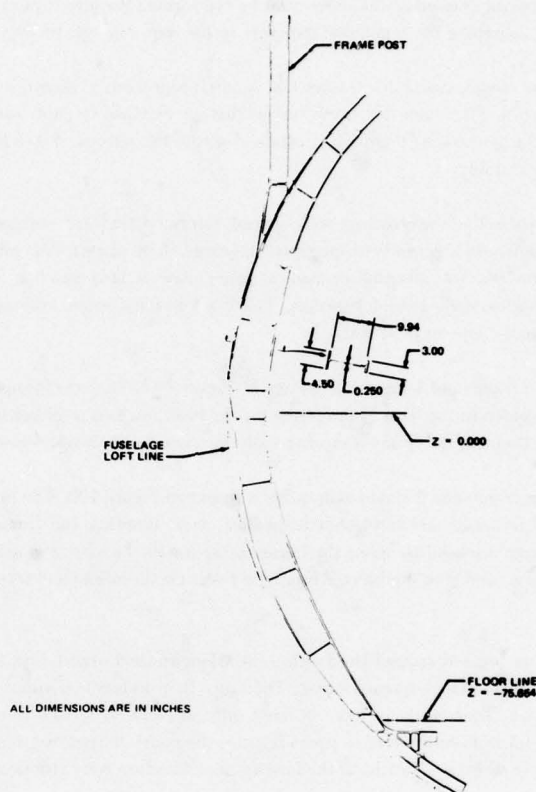 FRAME POST
9.94
3.00
4.50
0.250
Z = 0.000
FUSELAGE
LOFT LINE
FLOOR LINE
Z = -75.664
ALL DIMENSIONS ARE IN INCHES